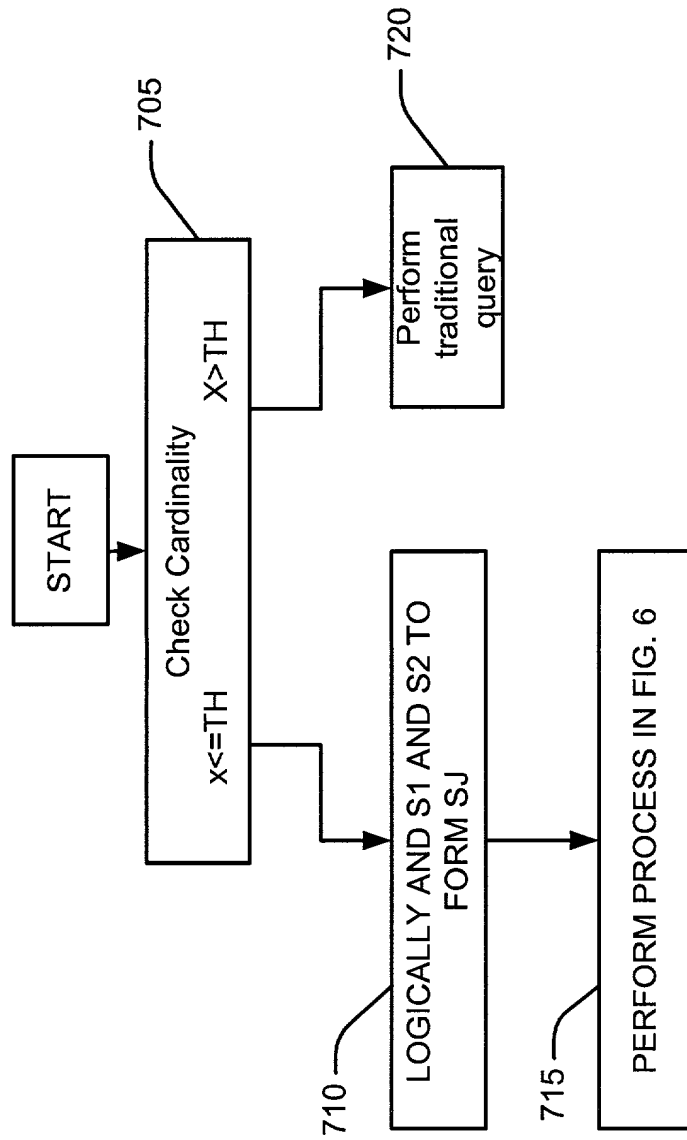 START
705
Check Cardinality
x<=TH
X>TH
710
LOGICALLY AND S1 AND S2 TO
FORM SJ
720
Perform
traditional
query
715
PERFORM PROCESS IN FIG. 6